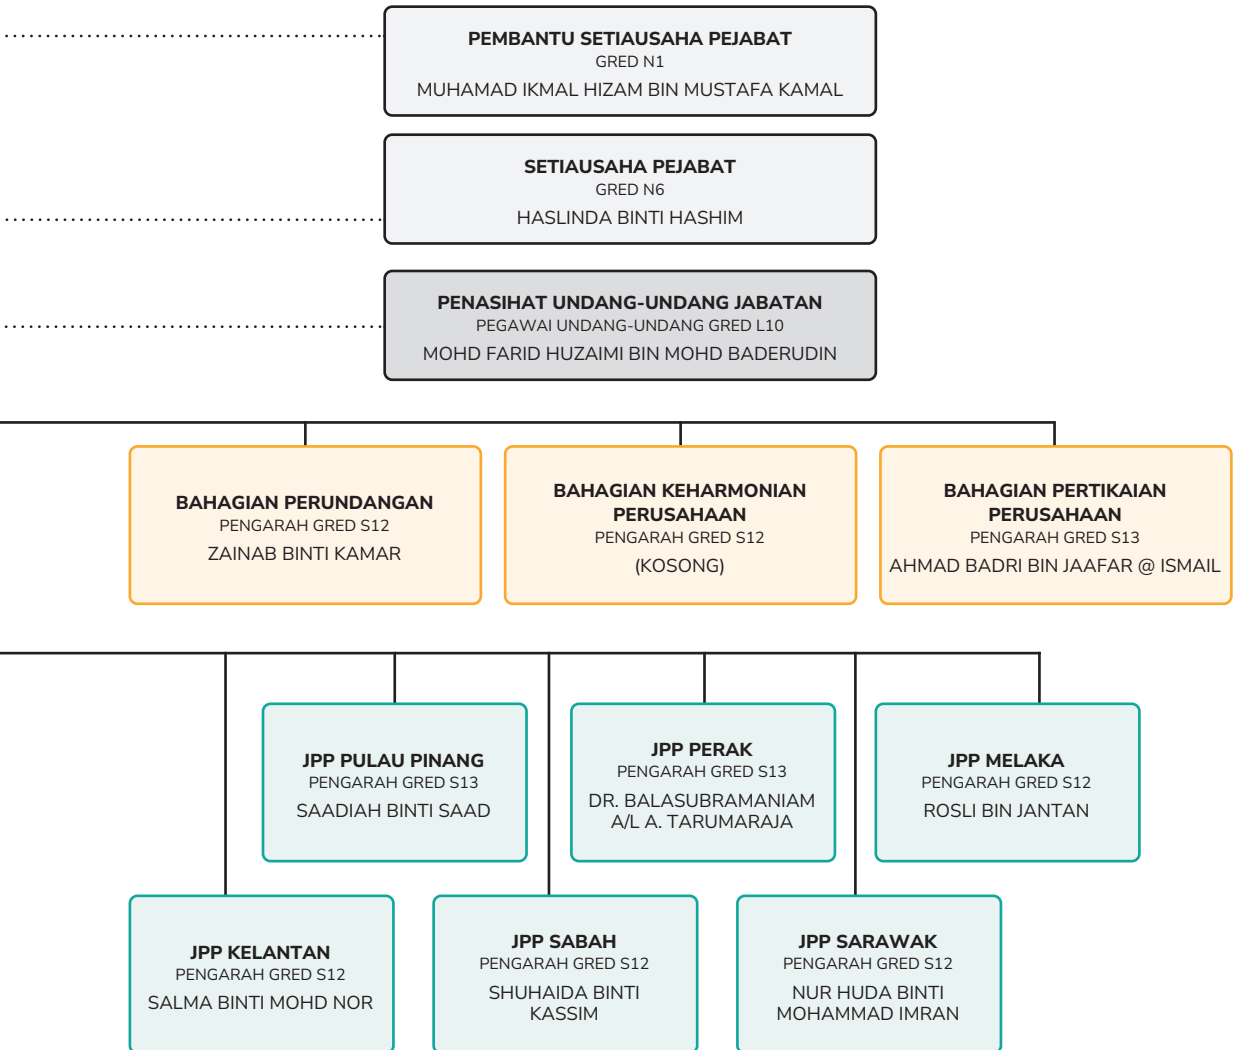 PEMBANTU SETIAUSAHA PEJABAT
GRED N1
MUHAMAD IKMAL HIZAM BIN MUSTAFA KAMAL
SETIAUSAHA PEJABAT
GRED N6
HASLINDA BINTI HASHIM
PENASIHAT UNDANG-UNDANG JABATAN
PEGAWAI UNDANG-UNDANG GRED L10
MOHD FARID HUZAIMI BIN MOHD BADERUDIN
BAHAGIAN PERUNDANGAN
PENGARAH GRED S12
ZAINAB BINTI KAMAR
BAHAGIAN KEHARMONIAN
PERUSAHAAN
PENGARAH GRED S12
(KOSONG)
BAHAGIAN PERTIKAIAN
PERUSAHAAN
PENGARAH GRED S13
AHMAD BADRI BIN JAAFAR @ ISMAIL
JPP PULAU PINANG
PENGARAH GRED S13
SAADIAH BINTI SAAD
JPP PERAK
PENGARAH GRED S13
DR. BALASUBRAMANIAM
A/L A. TARUMARAJA
JPP MELAKA
PENGARAH GRED S12
ROSLI BIN JANTAN
JPP KELANTAN
PENGARAH GRED S12
SALMA BINTI MOHD NOR
JPP SABAH
PENGARAH GRED S12
SHUHAIDA BINTI
KASSIM
JPP SARAWAK
PENGARAH GRED S12
NUR HUDA BINTI
MOHAMMAD IMRAN